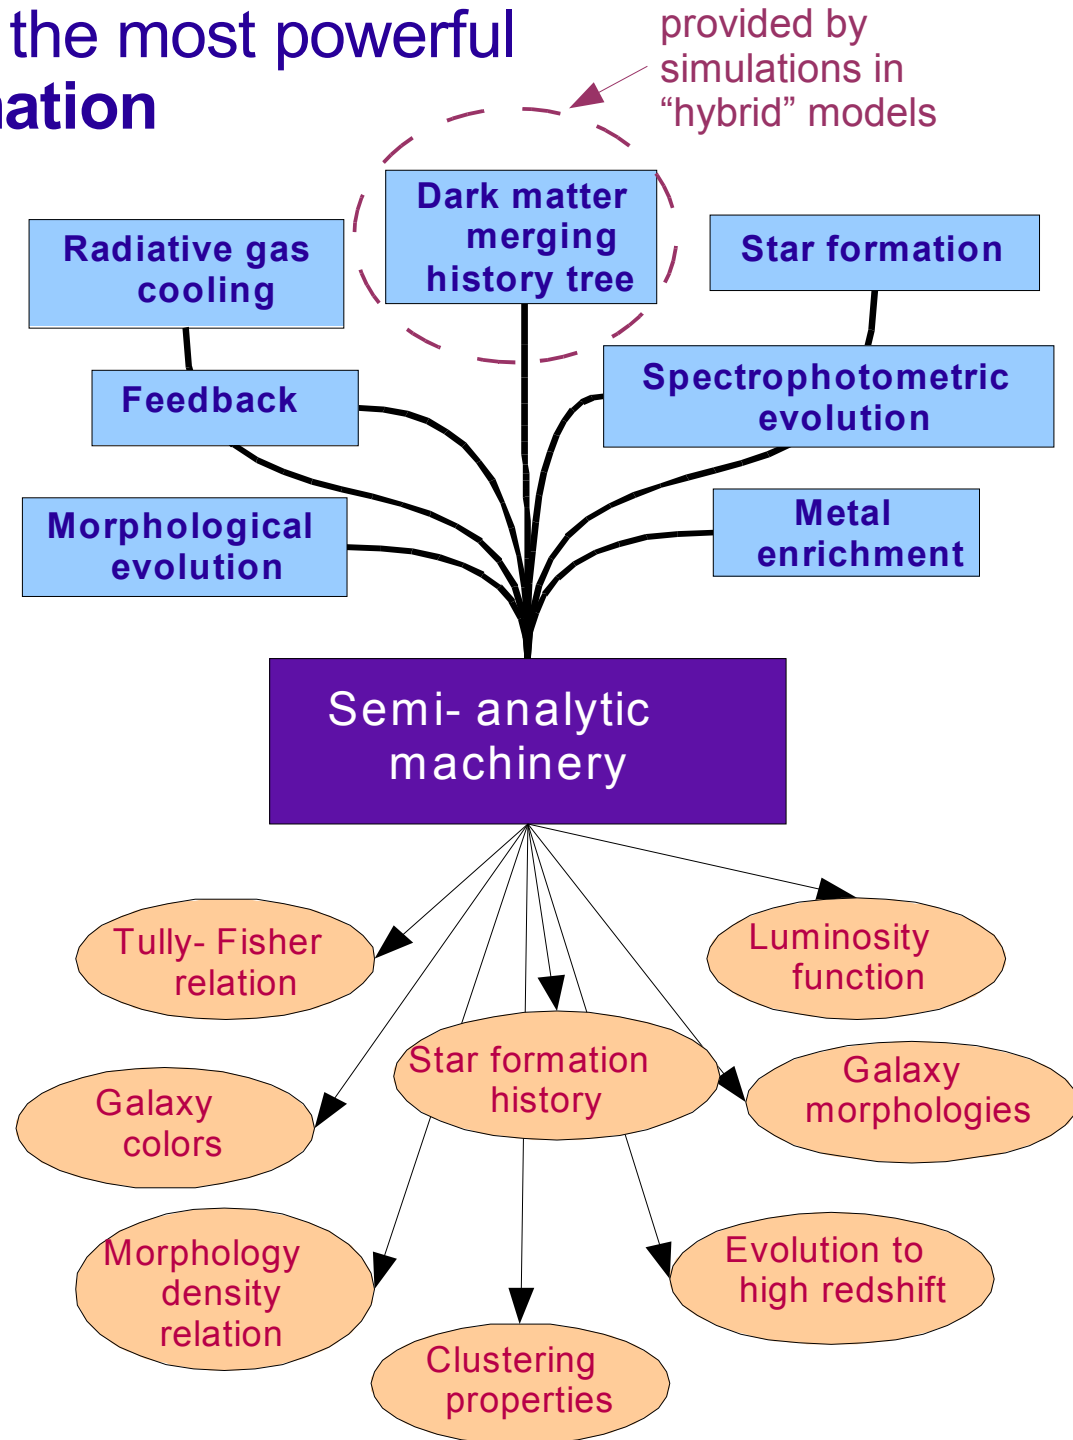 the most powerful
nation
provided by
simulations in
“hybrid” models
Dark matter
merging
history tree
Radiative gas
cooling
Star formation
Feedback
Spectrophotometric
evolution
Morphological
evolution
Metal
enrichment
Semi- analytic
machinery
Tully- Fisher
relation
Luminosity
function
Star formation
history
Galaxy
colors
Galaxy
morphologies
Morphology
density
relation
Evolution to
high redshift
Clustering
properties